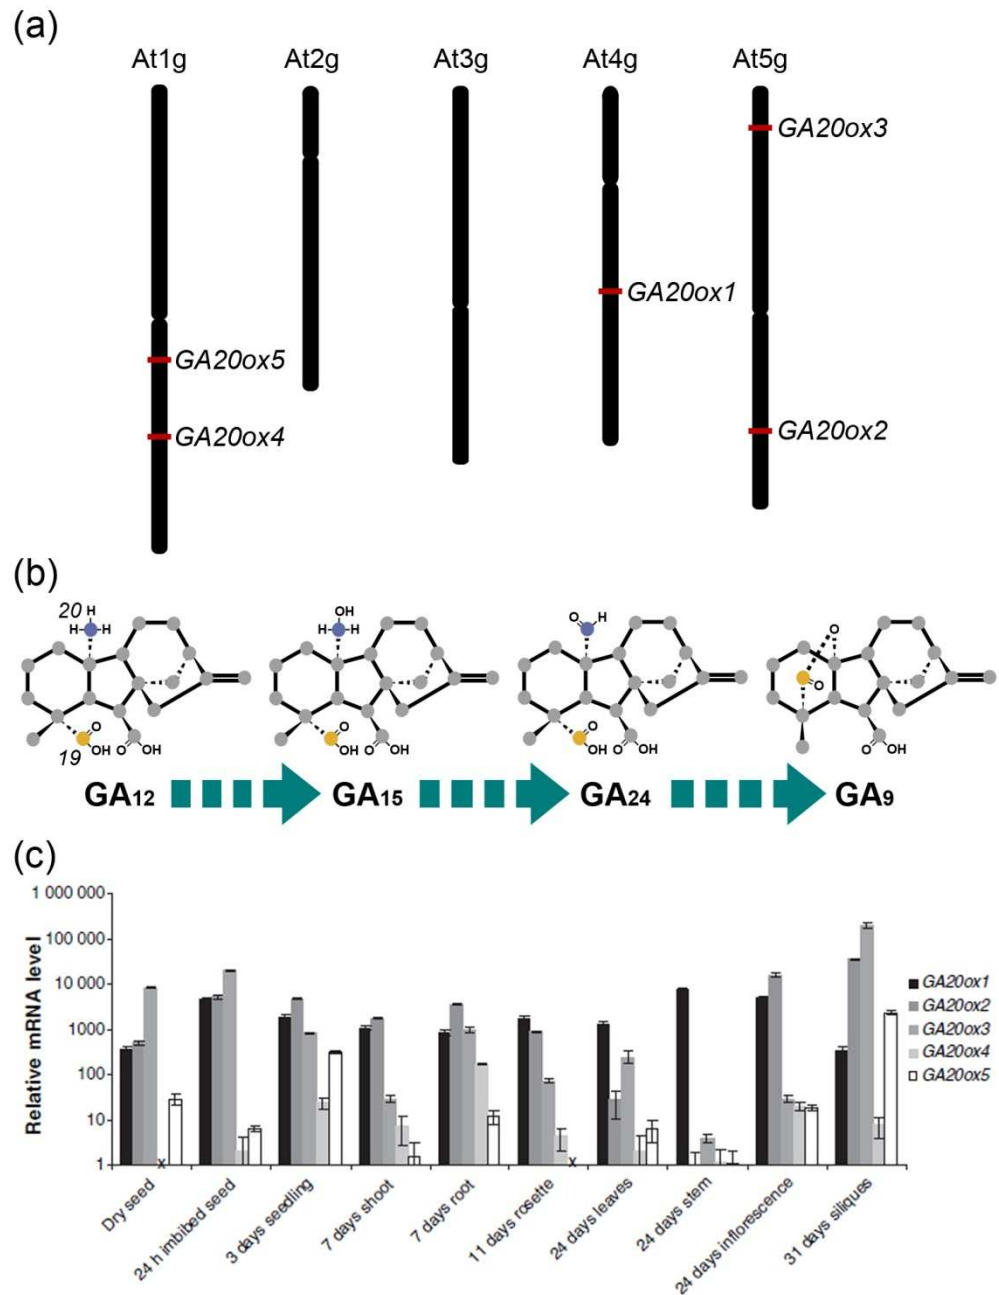 (a)
At1g At2g At3g At4g At5g
GA20ox3
GA20ox1
GA20ox5
GA20ox4
GA20ox2
(b)
20 H
H H
OH
H H
O H
O
O
O
OH
19
O
OH
O
OH
O
OH
O
OH
O
OH
O
OH
GA12 GA15 GA24 GA9
(c)
Relative mRNA level
1 000 000
100 000
10 000
1000
100
10
1
x
x
GA20ox1
GA20ox2
GA20ox3
GA20ox4
GA20ox5
Dry seed
24 h imbibed seed
3 days seedling
7 days shoot
7 days root
11 days rosette
24 days leaves
24 days stem
24 days inflorescence
31 days siliques